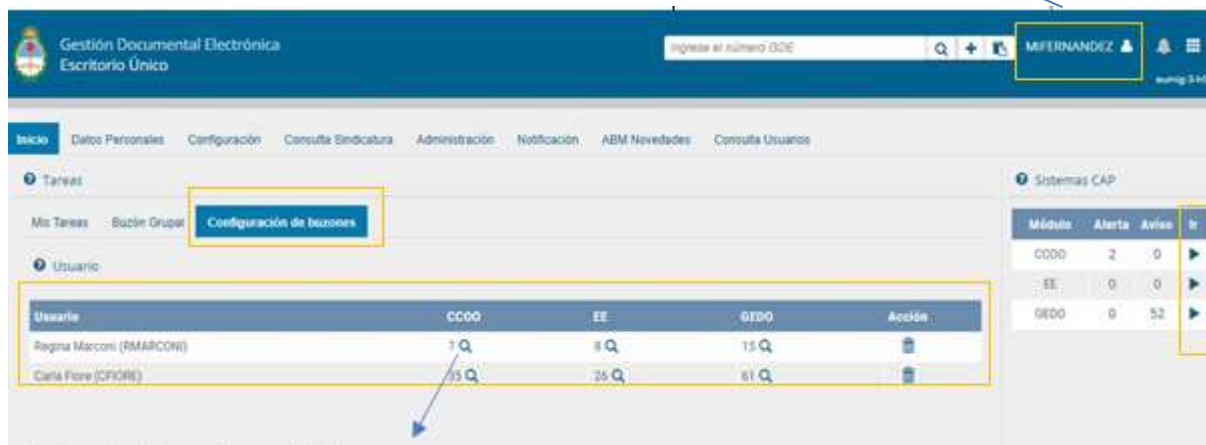 Gestión Documental Electrónica
Escritorio Único
Ingrese el número GDE
MIFERNANDEZ
Inicio Datos Personales Configuración Consulta Sindicatura Administración Notificación ABM Novedades Consulta Usuarios
Tareas
Mis Tareas Buzón Grupal Configuración de buzones
Usuario
Usuario CCOO EE GEDO Acción
Regina Marconi (RMARCONI) 7 8 15
Carla Fiore (CFIORE) 35 26 61
Sistemas CAP
Módulo Alerta Aviso Ir
CCOO 2 0
EE 0 0
GEDO 0 52